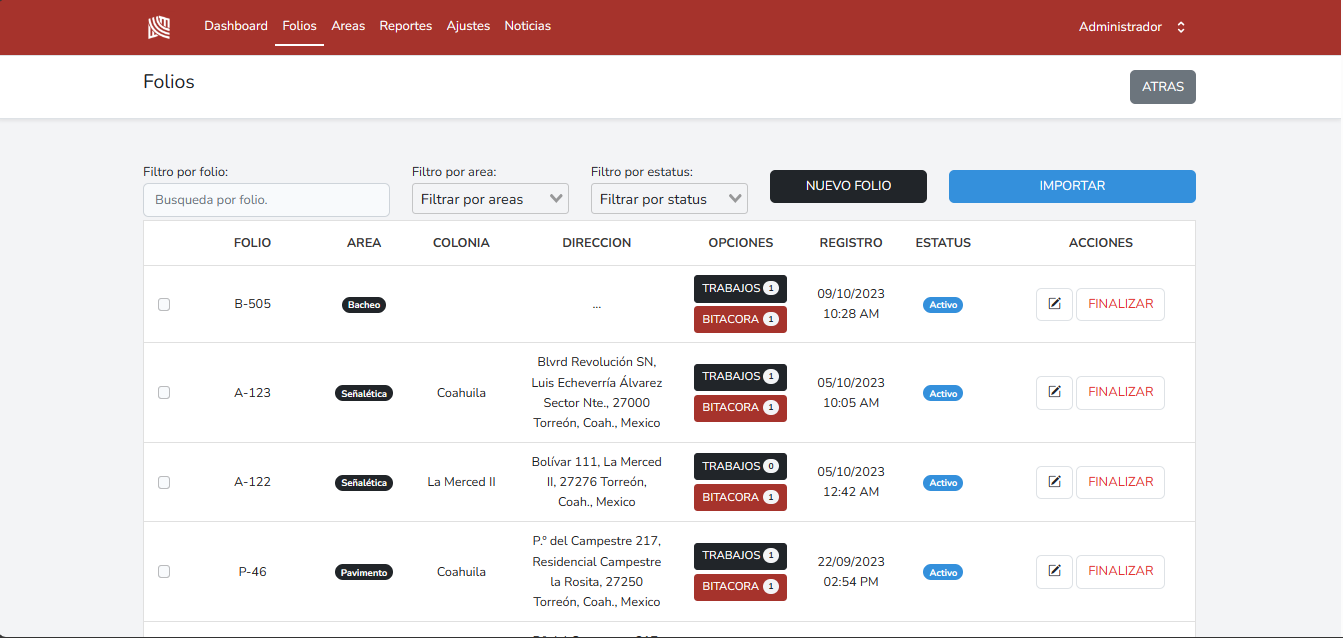 Dashboard Folios Areas Reportes Ajustes Noticias Administrador
Folios ATRAS
Filtro por folio: Filtro por area: Filtro por estatus:
Busqueda por folio. Filtrar por areas Filtrar por status NUEVO FOLIO IMPORTAR
FOLIO AREA COLONIA DIRECCION OPCIONES REGISTRO ESTATUS ACCIONES
B-505 Bacheo ... TRABAJOS 1 BITACORA 1 09/10/2023 10:28 AM Activo FINALIZAR
A-123 Señalética Coahuila
Blvrd Revolución SN,
Luis Echeverría Álvarez
Sector Nte., 27000
Torreón, Coah., Mexico
TRABAJOS 1
BITACORA 1
05/10/2023
10:05 AM
Activo FINALIZAR
A-122 Señalética La Merced II
Bolívar 111, La Merced
II, 27276 Torreón,
Coah., Mexico
TRABAJOS 0
BITACORA 1
05/10/2023
12:42 AM
Activo FINALIZAR
P-46 Pavimento Coahuila
P.º del Campestre 217,
Residencial Campestre
la Rosita, 27250
Torreón, Coah., Mexico
TRABAJOS 1
BITACORA 1
22/09/2023
02:54 PM
Activo FINALIZAR